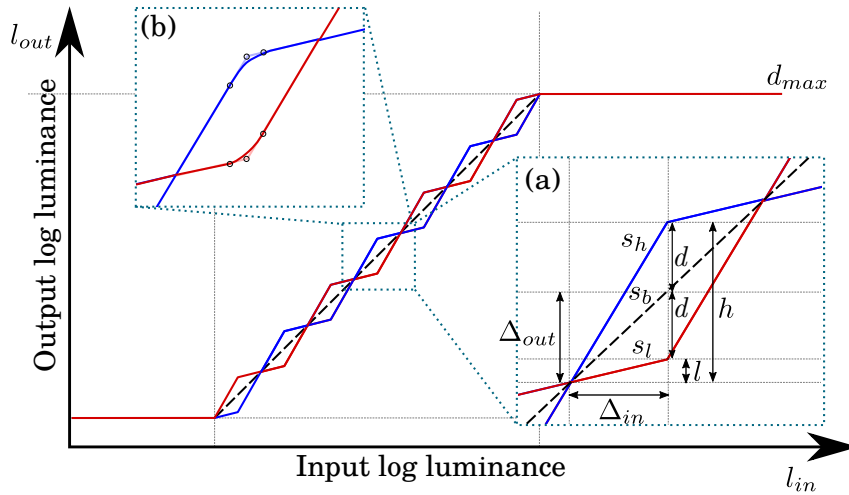 l_out
(b)
d_max
(a)
s_h
d
s_b
d
h
Δ_out
s_l
l
Δ_in
Output log luminance
Input log luminance
l_in